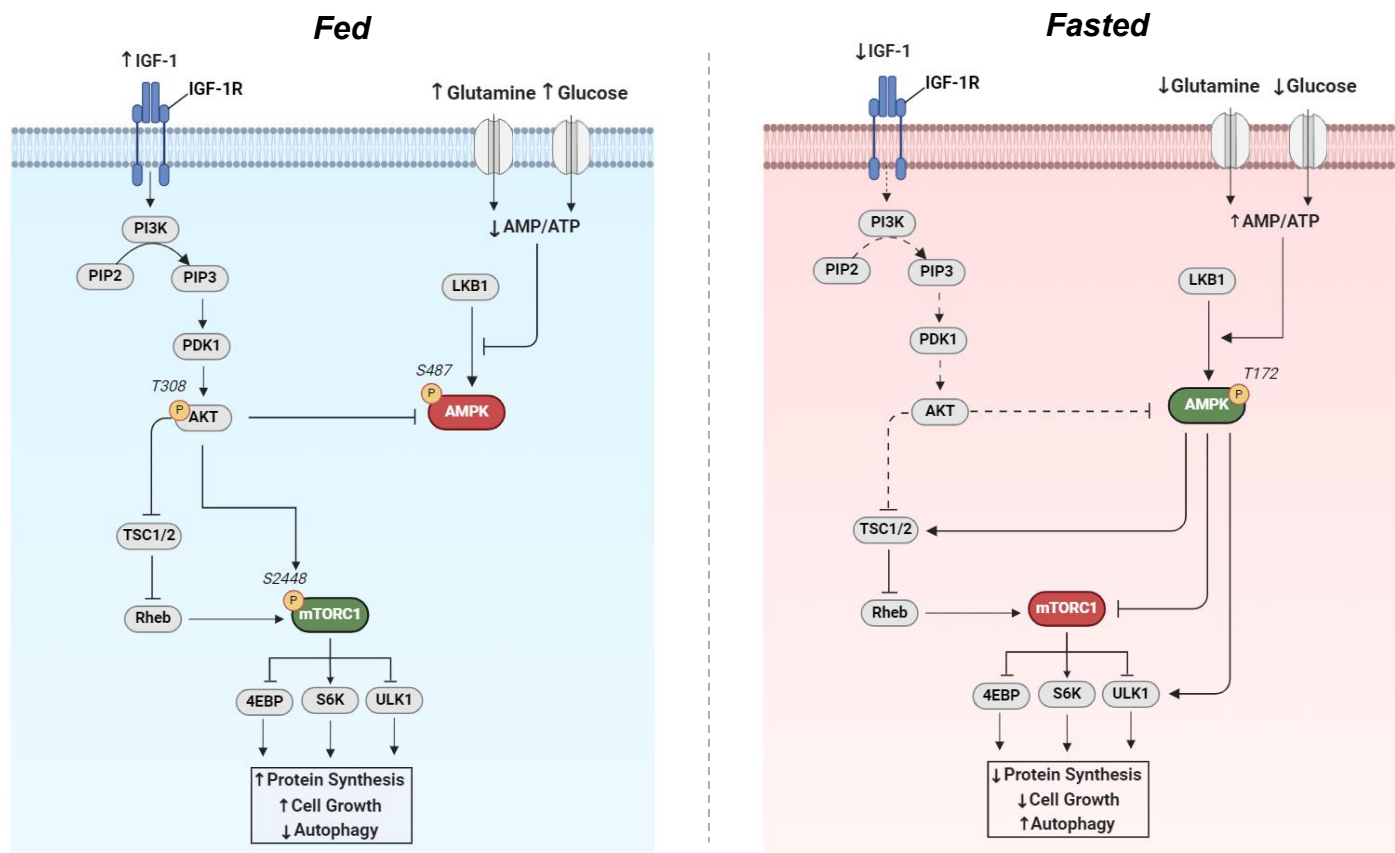 Fed
↑IGF-1
IGF-1R
↑Glutamine ↑Glucose
PI3K
↓AMP/ATP
PIP2
PIP3
LKB1
PDK1
S487
T308
P
P
AKT
AMPK
TSC1/2
S2448
P
Rheb
mTORC1
4EBP
S6K
ULK1
↑Protein Synthesis
↑Cell Growth
↓Autophagy
Fasted
↓IGF-1
IGF-1R
↓Glutamine ↓Glucose
PI3K
↑AMP/ATP
PIP2
PIP3
LKB1
PDK1
T172
P
AKT
AMPK
TSC1/2
Rheb
mTORC1
4EBP
S6K
ULK1
↓Protein Synthesis
↓Cell Growth
↑Autophagy